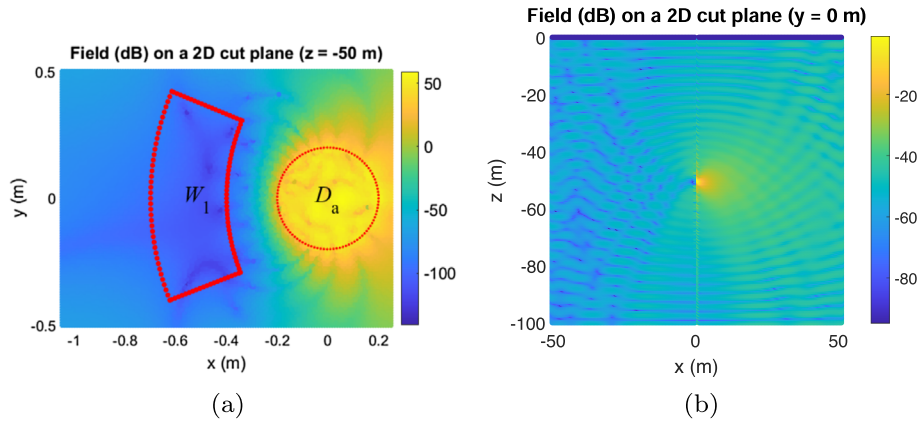 Field (dB) on a 2D cut plane (z = -50 m)
0.5
0
-0.5
y (m)
W1
Da
-1
-0.8
-0.6
-0.4
-0.2
0
0.2
x (m)
50
0
-50
-100
(a)
Field (dB) on a 2D cut plane (y = 0 m)
0
-20
-40
-60
-80
-100
z (m)
-50
0
50
x (m)
-20
-40
-60
-80
(b)